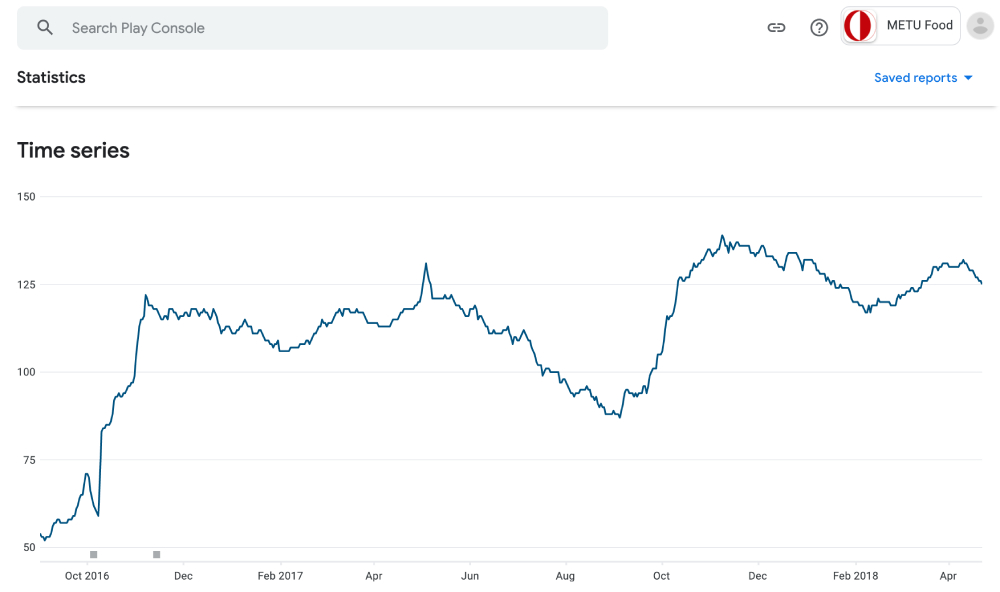 Search Play Console
METU Food
Statistics
Saved reports
Time series
150
125
100
75
50
Oct 2016 Dec Feb 2017 Apr Jun Aug Oct Dec Feb 2018 Apr